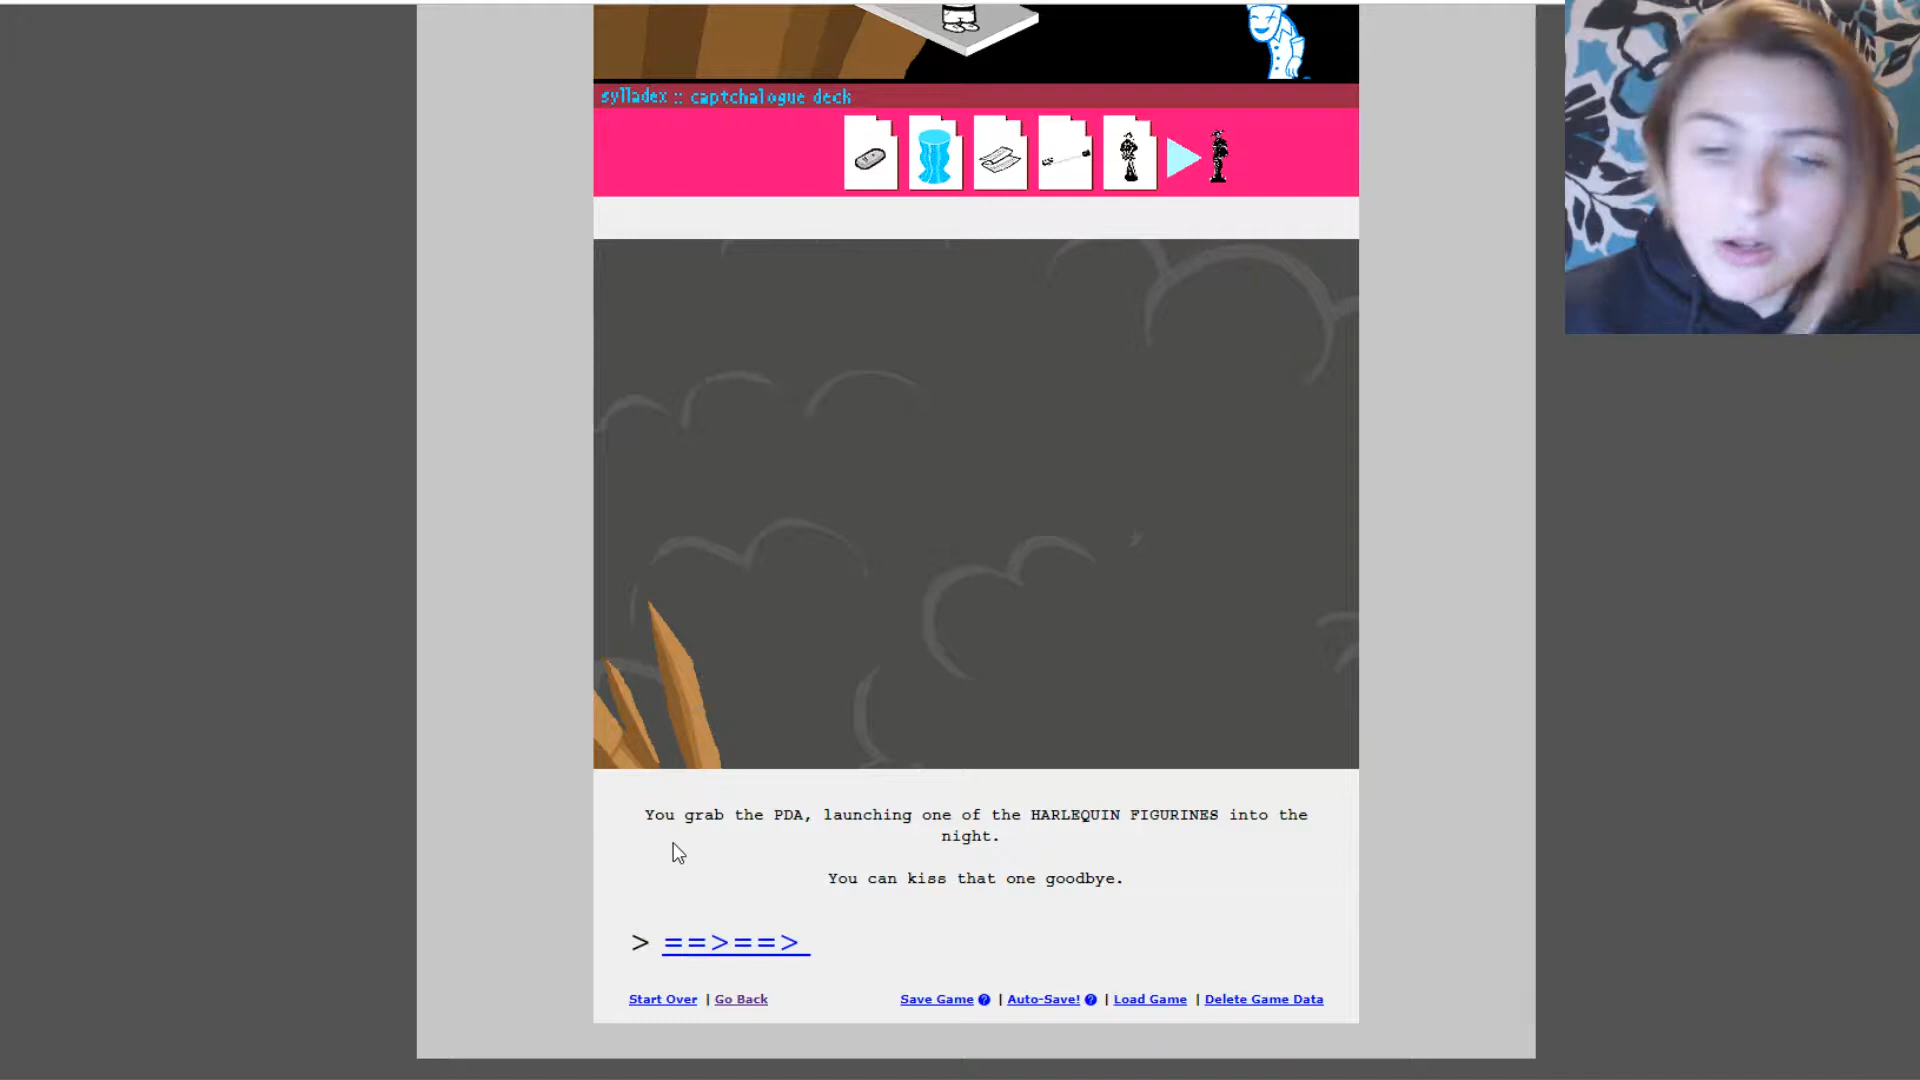 sylladex :: captchalogue deck
You grab the PDA, launching one of the HARLEQUIN FIGURINES into the
night.
You can kiss that one goodbye.
> ==>==>
Start Over | Go Back
Save Game ? | Auto-Save! ? | Load Game | Delete Game Data